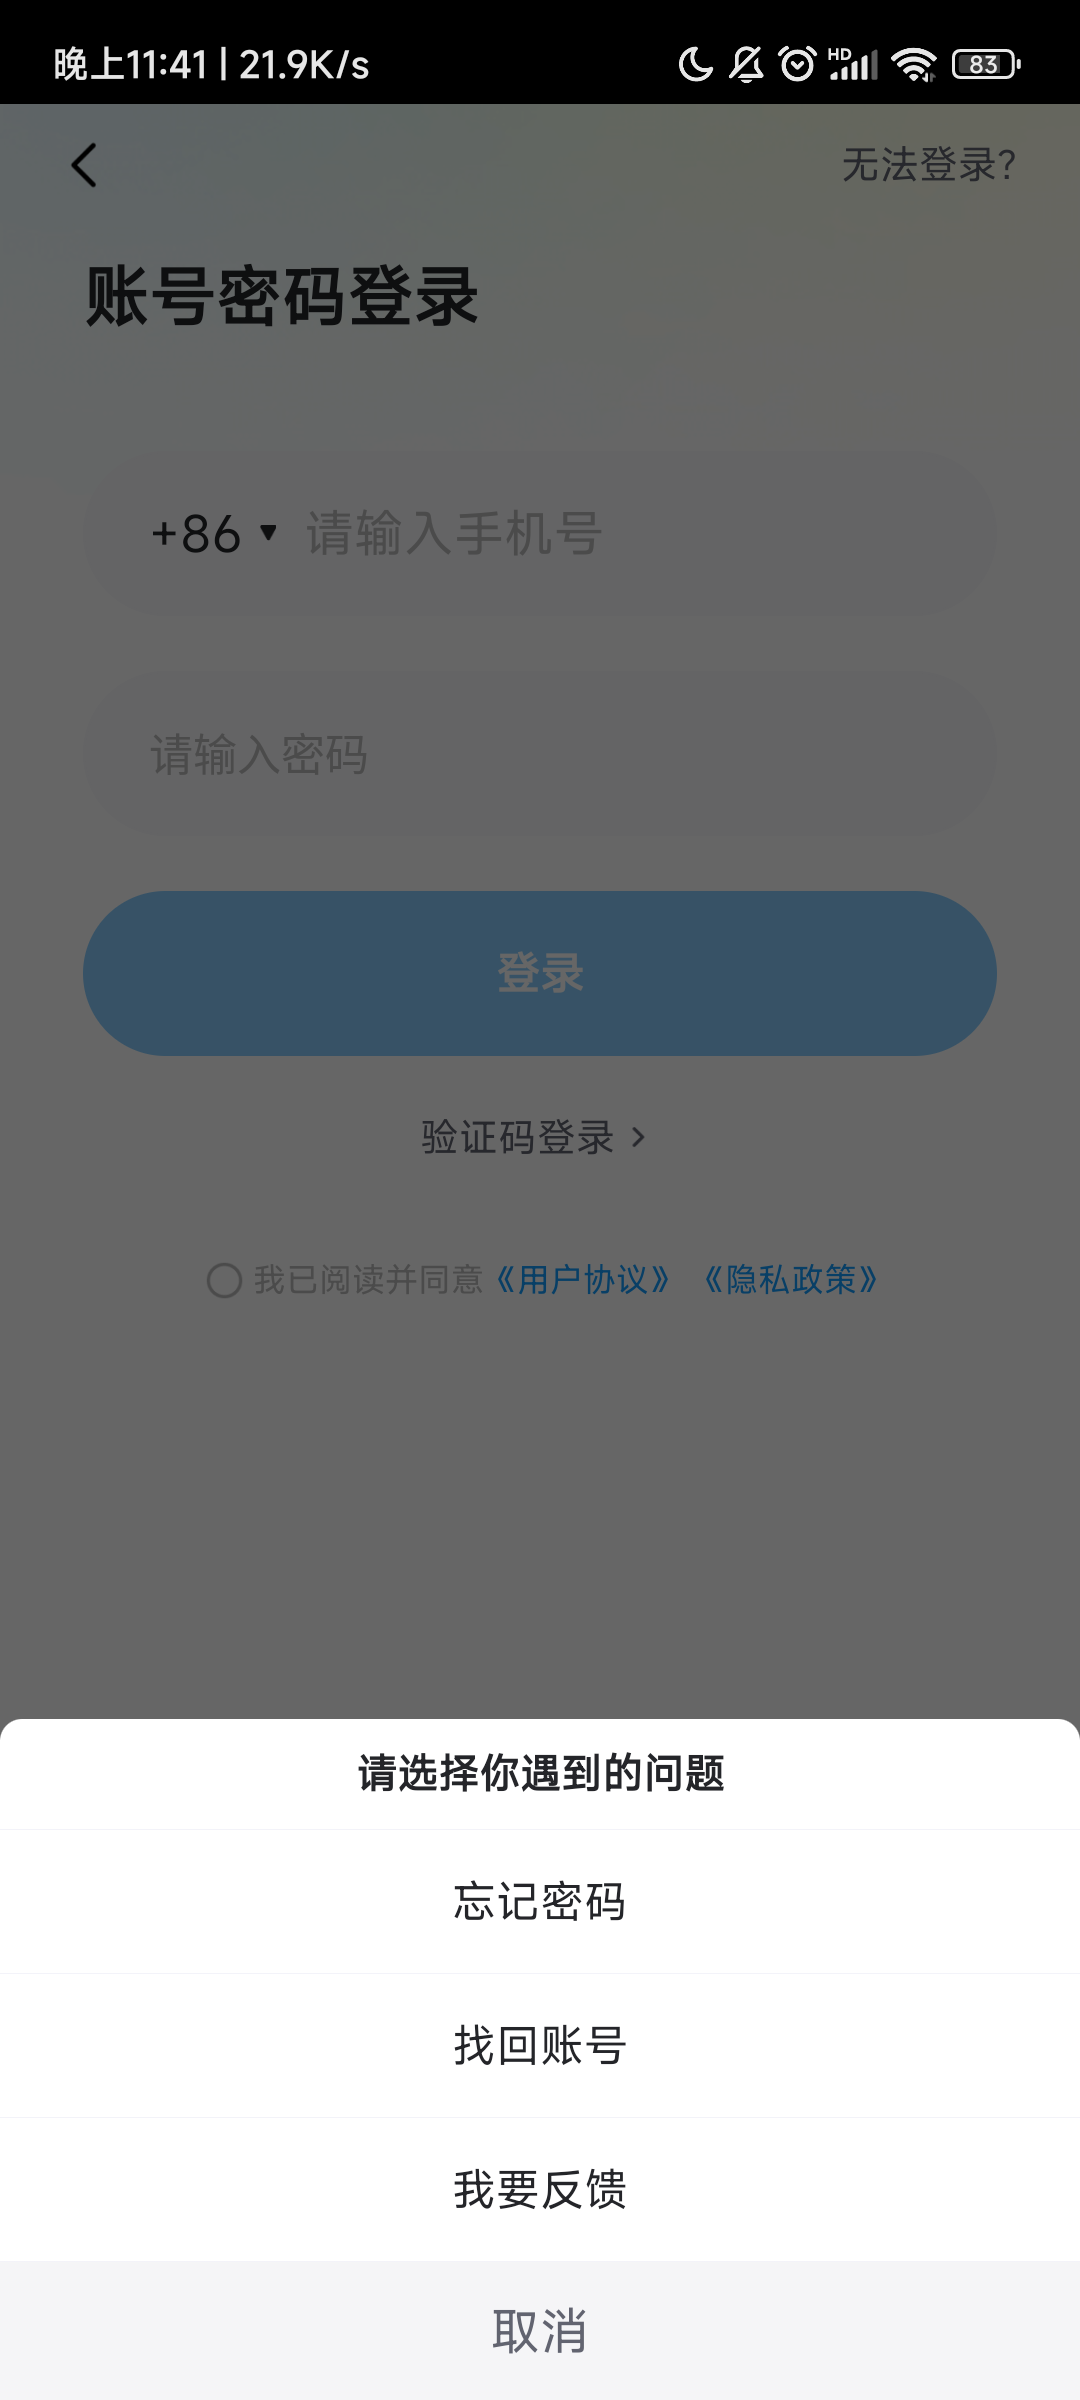 晚上11:41 | 21.9K/s
HD
83
无法登录?
账号密码登录
+86 请输入手机号
请输入密码
登录
验证码登录
我已阅读并同意《用户协议》 《隐私政策》
请选择你遇到的问题
忘记密码
找回账号
我要反馈
取消